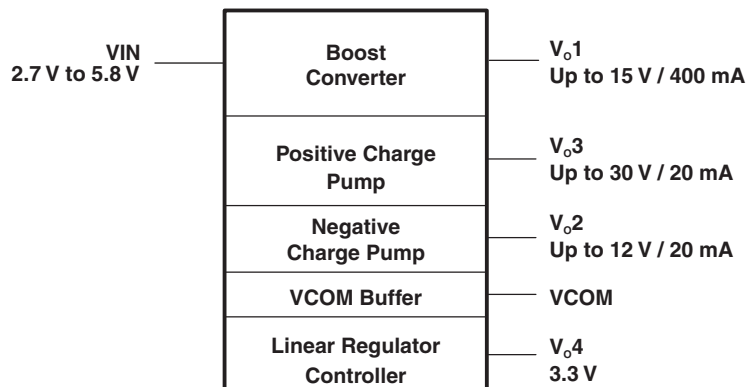 VIN
2.7 V to 5.8 V
Boost
Converter
Vo1
Up to 15 V / 400 mA
Positive Charge
Pump
Vo3
Up to 30 V / 20 mA
Negative
Charge Pump
Vo2
Up to 12 V / 20 mA
VCOM Buffer
VCOM
Linear Regulator
Controller
Vo4
3.3 V